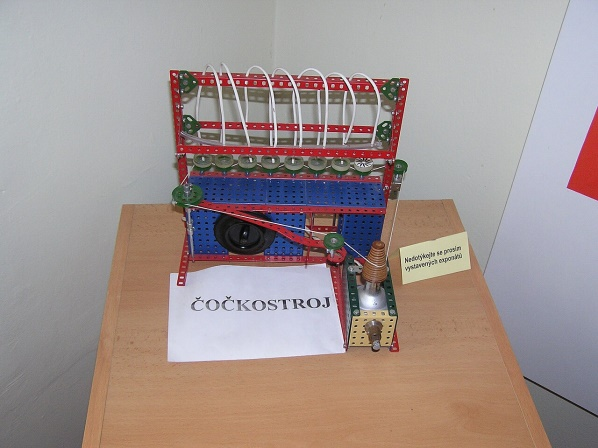 ČOČKOSTROJ
Nedotýkejte se prosím
vystavených exponátů